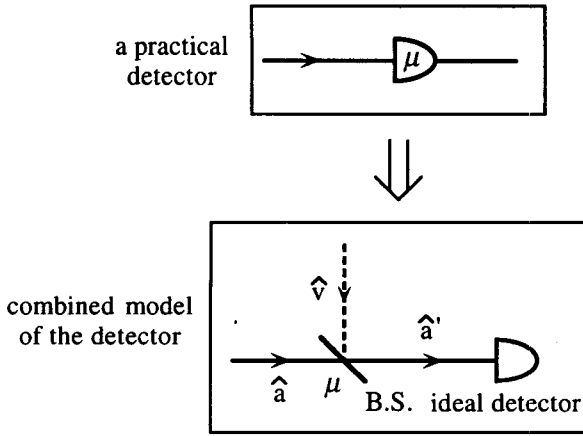 a practical
detector
μ
combined model
of the detector
v̂
â
μ
â'
B.S. ideal detector